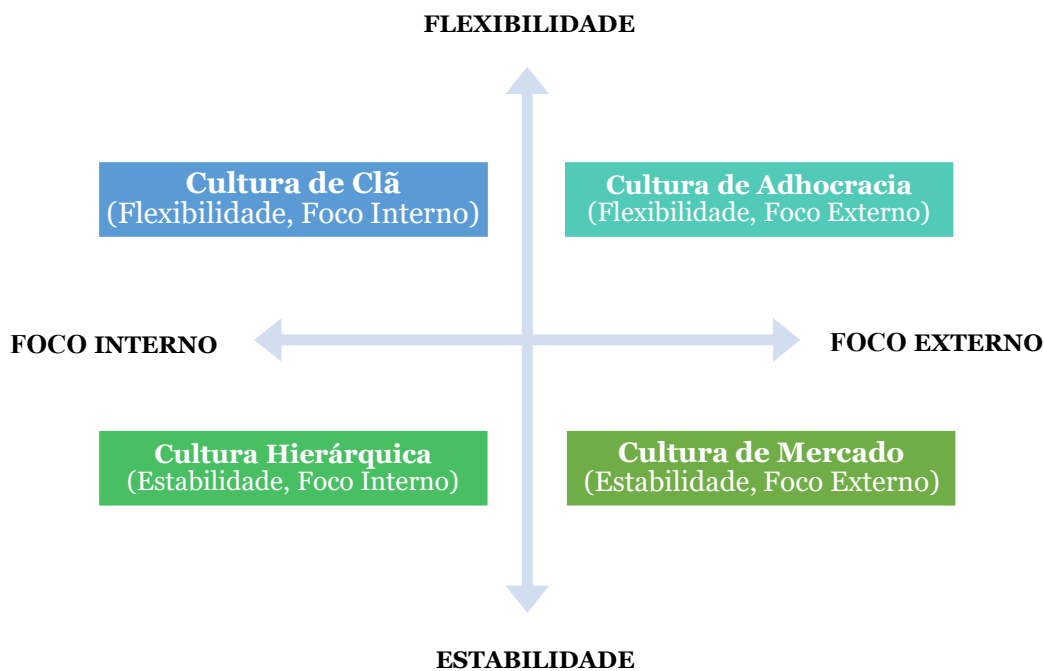 FLEXIBILIDADE
Cultura de Clã
(Flexibilidade, Foco Interno)
Cultura de Adhocracia
(Flexibilidade, Foco Externo)
FOCO INTERNO
FOCO EXTERNO
Cultura Hierárquica
(Estabilidade, Foco Interno)
Cultura de Mercado
(Estabilidade, Foco Externo)
ESTABILIDADE